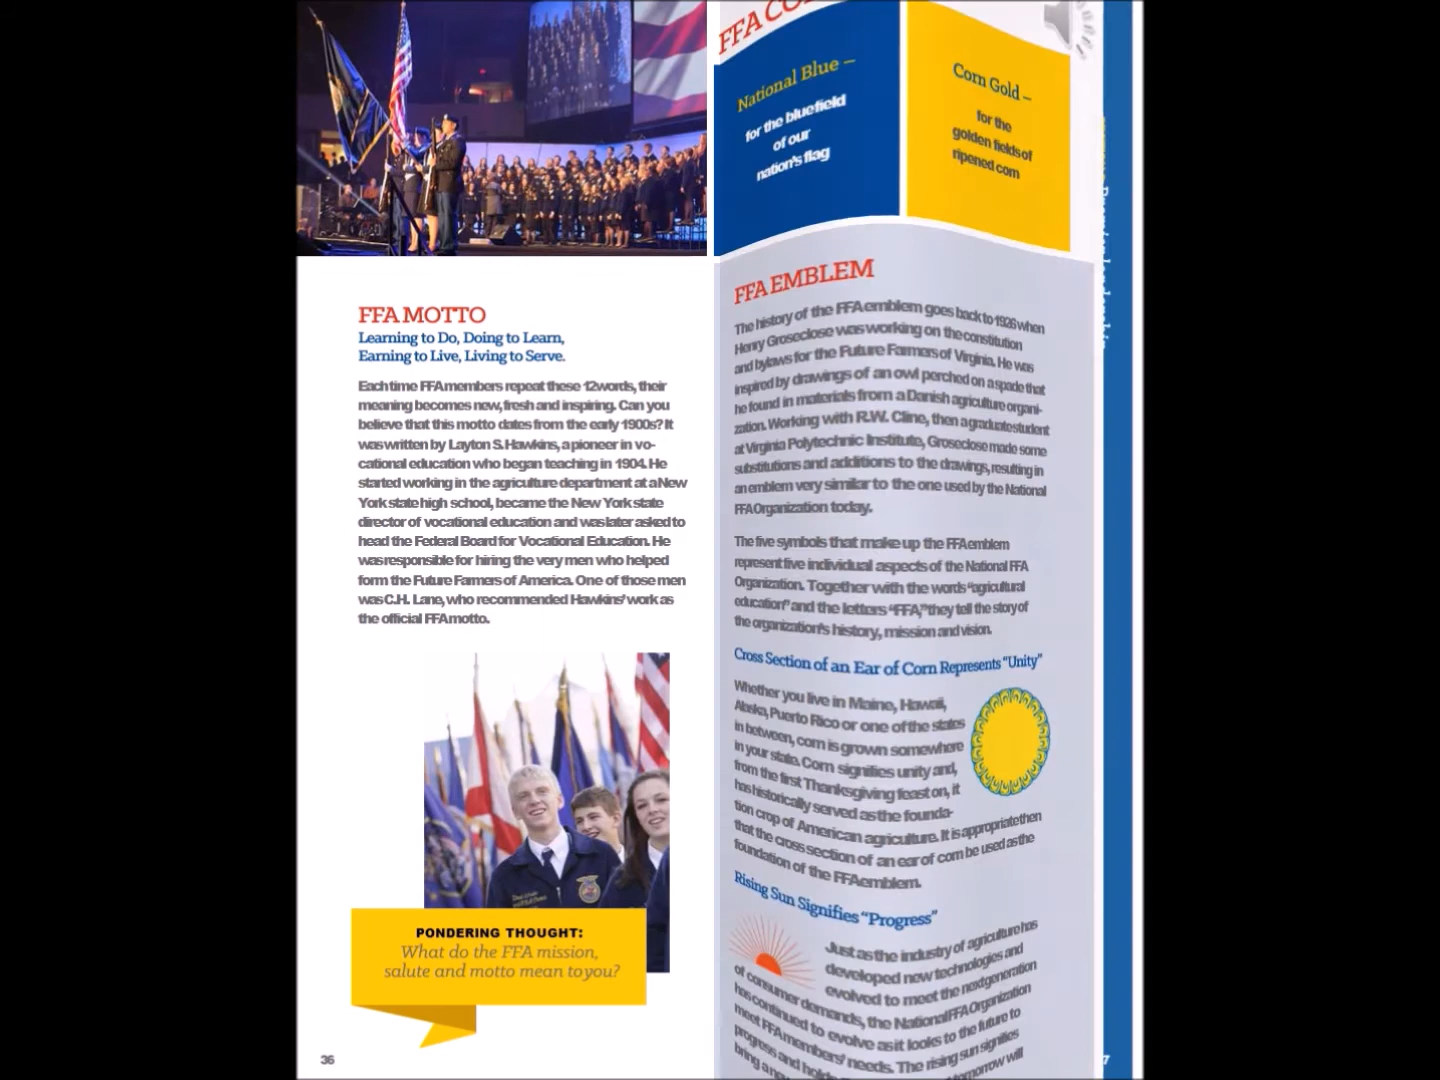 FFA MOTTO
Learning to Do, Doing to Learn,
Earning to Live, Living to Serve.
Each time FFA members repeat these 12 words, their
meaning becomes new, fresh and inspiring. Can you
believe that this motto dates from the early 1900s? It
was written by Layton S. Hawkins, a pioneer in vo-
cational education who began teaching in 1904. He
started working in the agriculture department at a New
York state high school, became the New York state
director of vocational education and was later asked to
head the Federal Board for Vocational Education. He
was responsible for hiring the very men who helped
form the Future Farmers of America. One of those men
was C.H. Lane, who recommended Hawkins' work as
the official FFA motto.
PONDERING THOUGHT:
What do the FFA mission,
salute and motto mean to you?
36
FFA
National Blue –
for the blue field
of our
nation's flag
Corn Gold –
for the
golden fields of
ripened corn
FFA EMBLEM
The history of the FFA emblem goes back to 1926 when
Henry Groseclose was working on the constitution
and bylaws for the Future Farmers of Virginia. He was
inspired by drawings of an owl perched on a spade that
he found in materials from a Danish agriculture organi-
zation. Working with R.W. Cline, then a graduate student
at Virginia Polytechnic Institute, Groseclose made some
substitutions and additions to the drawings, resulting in
an emblem very similar to the one used by the National
FFA Organization today.
The five symbols that make up the FFA emblem
represent five individual aspects of the National FFA
Organization. Together with the words "agricultural
education" and the letters "FFA," they tell the story of
the organization's history, mission and vision.
Cross Section of an Ear of Corn Represents "Unity"
Whether you live in Maine, Hawaii,
Alaska, Puerto Rico or one of the states
in between, corn is grown somewhere
in your state. Corn signifies unity and,
from the first Thanksgiving feast on, it
has historically served as the founda-
tion crop of American agriculture. It is appropriate then
that the cross section of an ear of corn be used as the
foundation of the FFA emblem.
Rising Sun Signifies "Progress"
Just as the industry of agriculture has
developed new technologies and
evolved to meet the next generation
of consumer demands, the National FFA Organization
has continued to evolve as it looks to the future to
meet FFA members' needs. The rising sun signifies
progress and
tomorrow will
bring a new
7